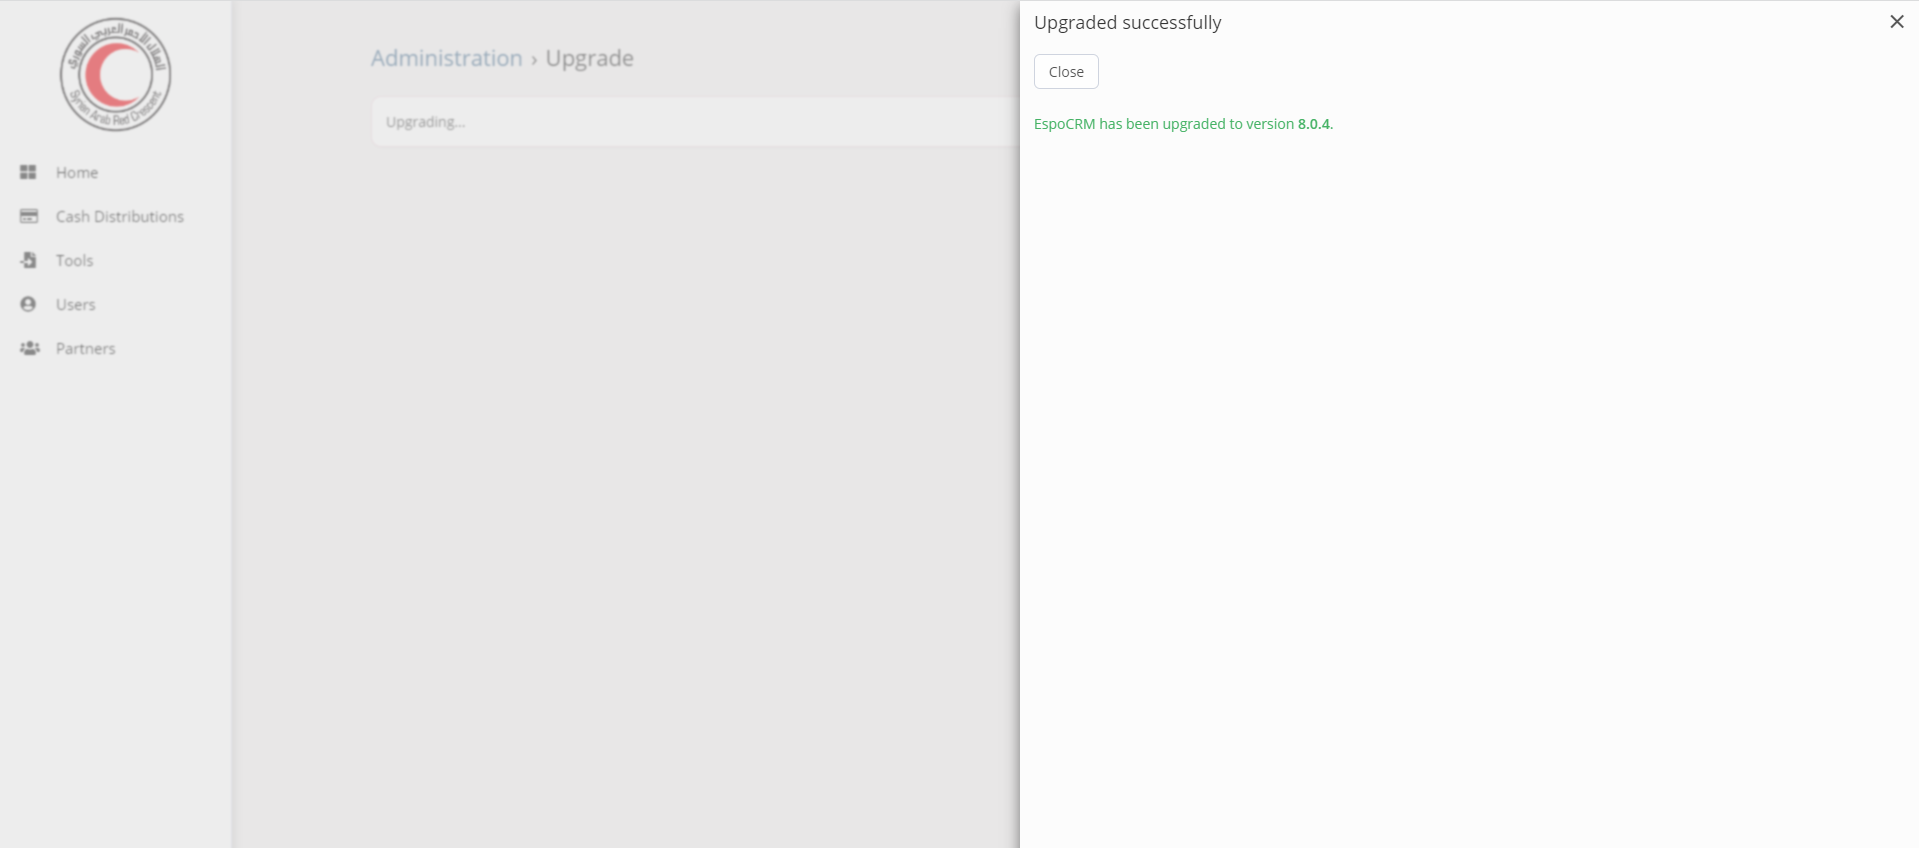 الهلال الأحمر العربي السوري
Syrian Arab Red Crescent
Home
Cash Distributions
Tools
Users
Partners
Administration › Upgrade
Upgrading...
Upgraded successfully
Close
EspoCRM has been upgraded to version 8.0.4.